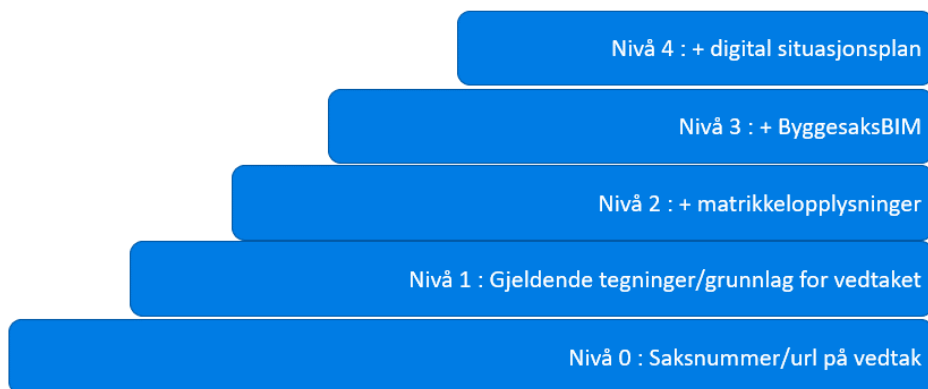 Nivå 4 : + digital situasjonsplan
Nivå 3 : + ByggesaksBIM
Nivå 2 : + matrikkelopplysninger
Nivå 1 : Gjeldende tegninger/grunnlag for vedtaket
Nivå 0 : Saksnummer/url på vedtak